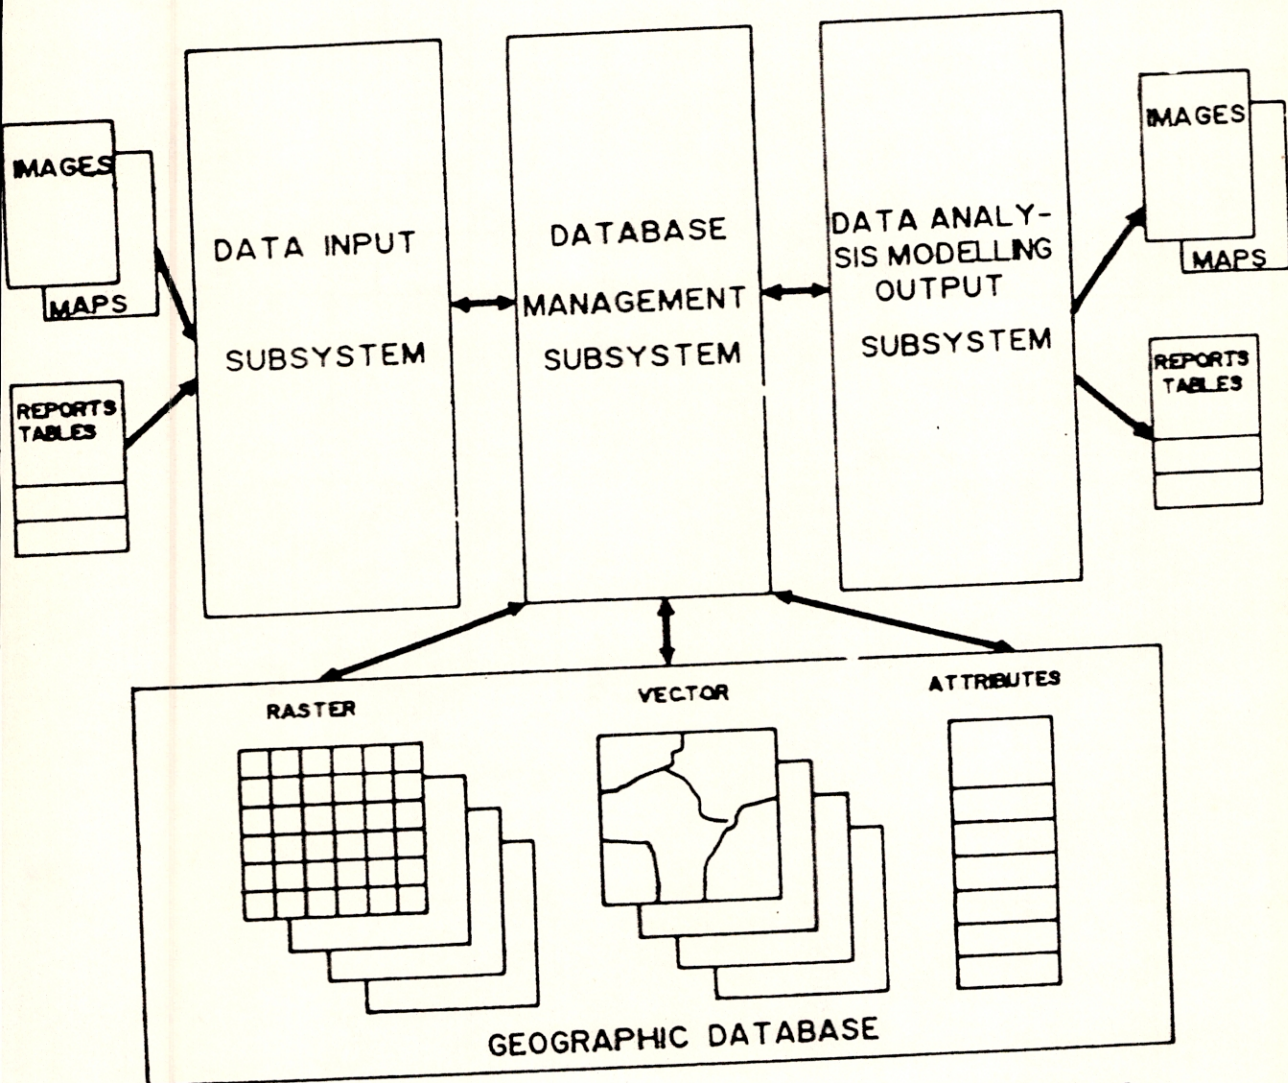 IMAGES
MAPS
REPORTS
TABLES
DATA INPUT
SUBSYSTEM
DATABASE
MANAGEMENT
SUBSYSTEM
DATA ANALY-
SIS MODELLING
OUTPUT
SUBSYSTEM
IMAGES
MAPS
REPORTS
TABLES
RASTER
VECTOR
ATTRIBUTES
GEOGRAPHIC DATABASE